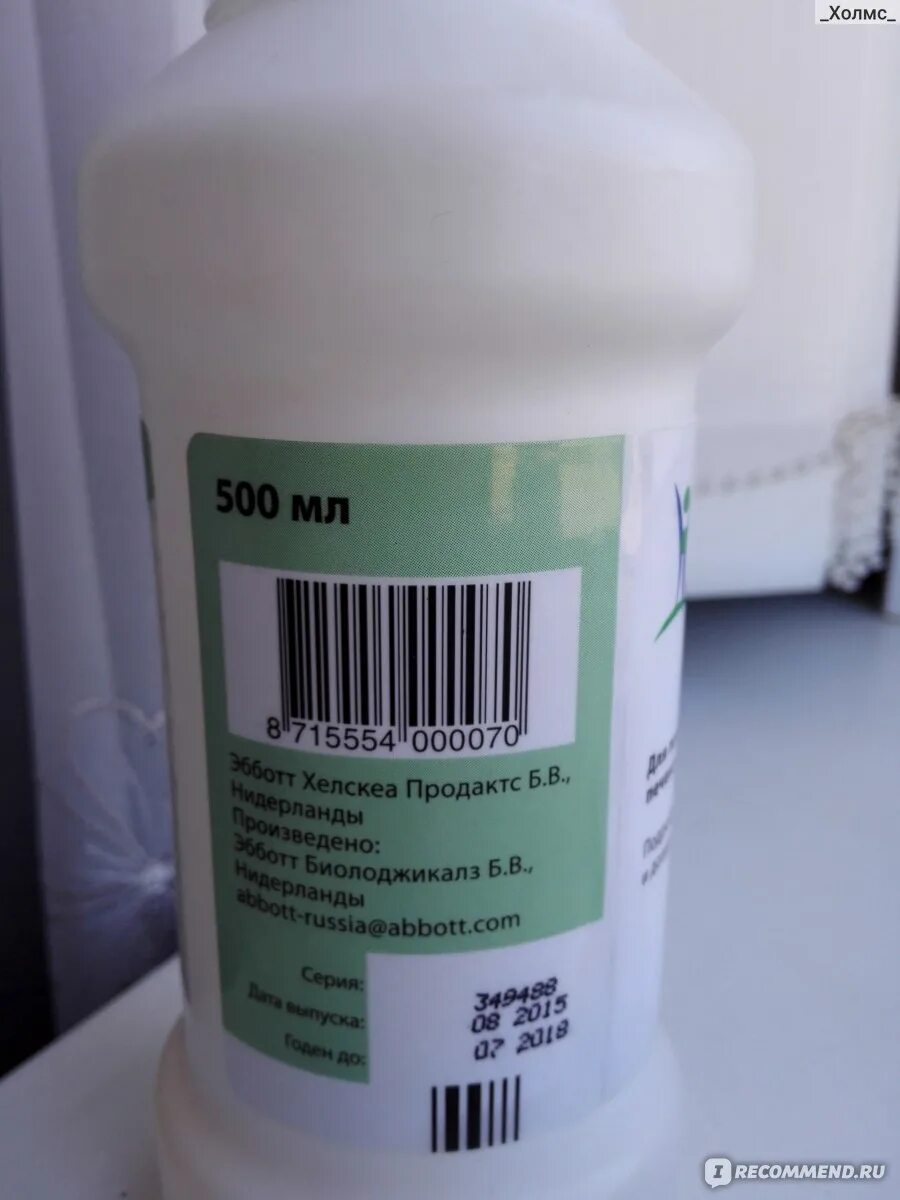 _Холмс_
500 мл
8 715554 000070
Эбботт Хелскеа Продактс Б.В.,
Нидерланды
Произведено:
Эбботт Биолоджикалз Б.В.,
Нидерланды
abbott-russia@abbott.com
Серия: 349488
Дата выпуска: 08 2015
Годен до: 07 2018
IRECOMMEND.RU